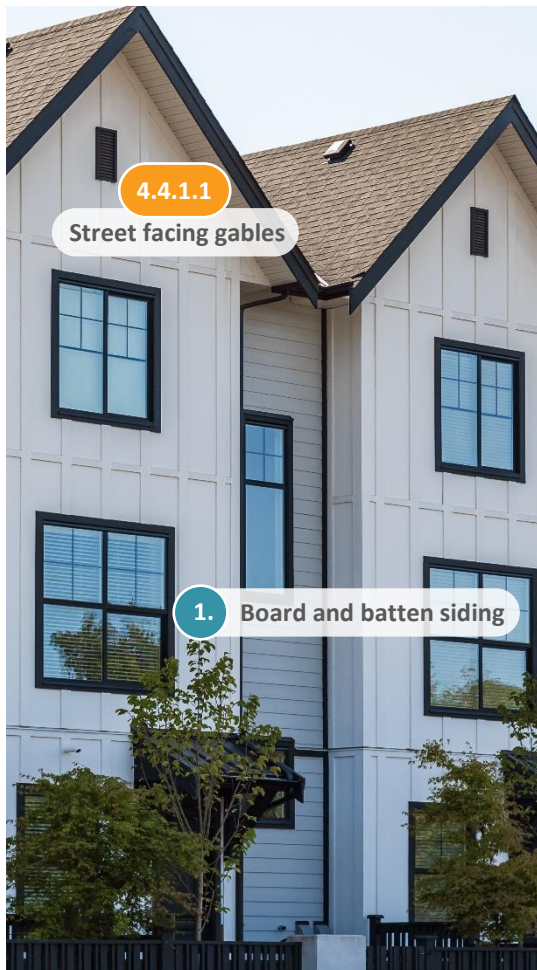 4.4.1.1
Street facing gables
1. Board and batten siding